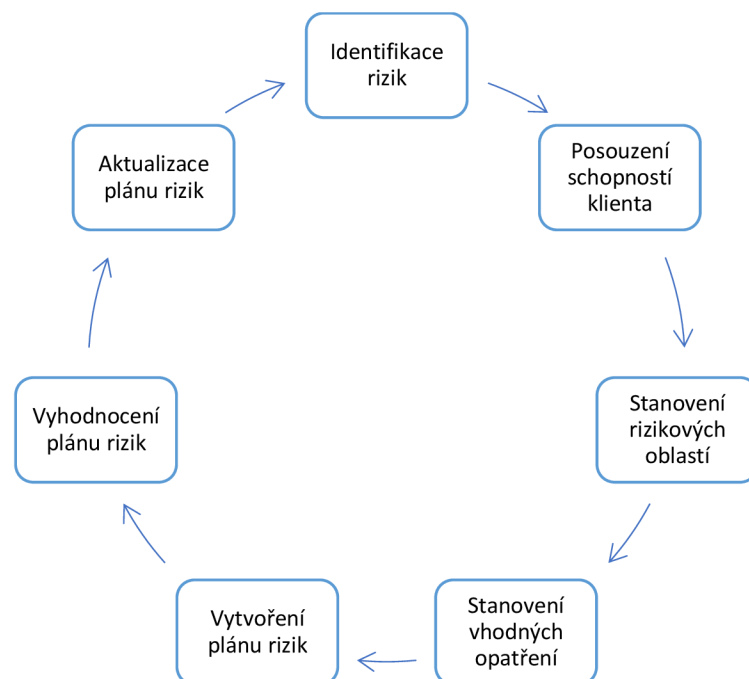 Identifikace
rizik
Posouzení
schopností
klienta
Stanovení
rizikových
oblastí
Stanovení
vhodných
opatření
Vytvoření
plánu rizik
Vyhodnocení
plánu rizik
Aktualizace
plánu rizik